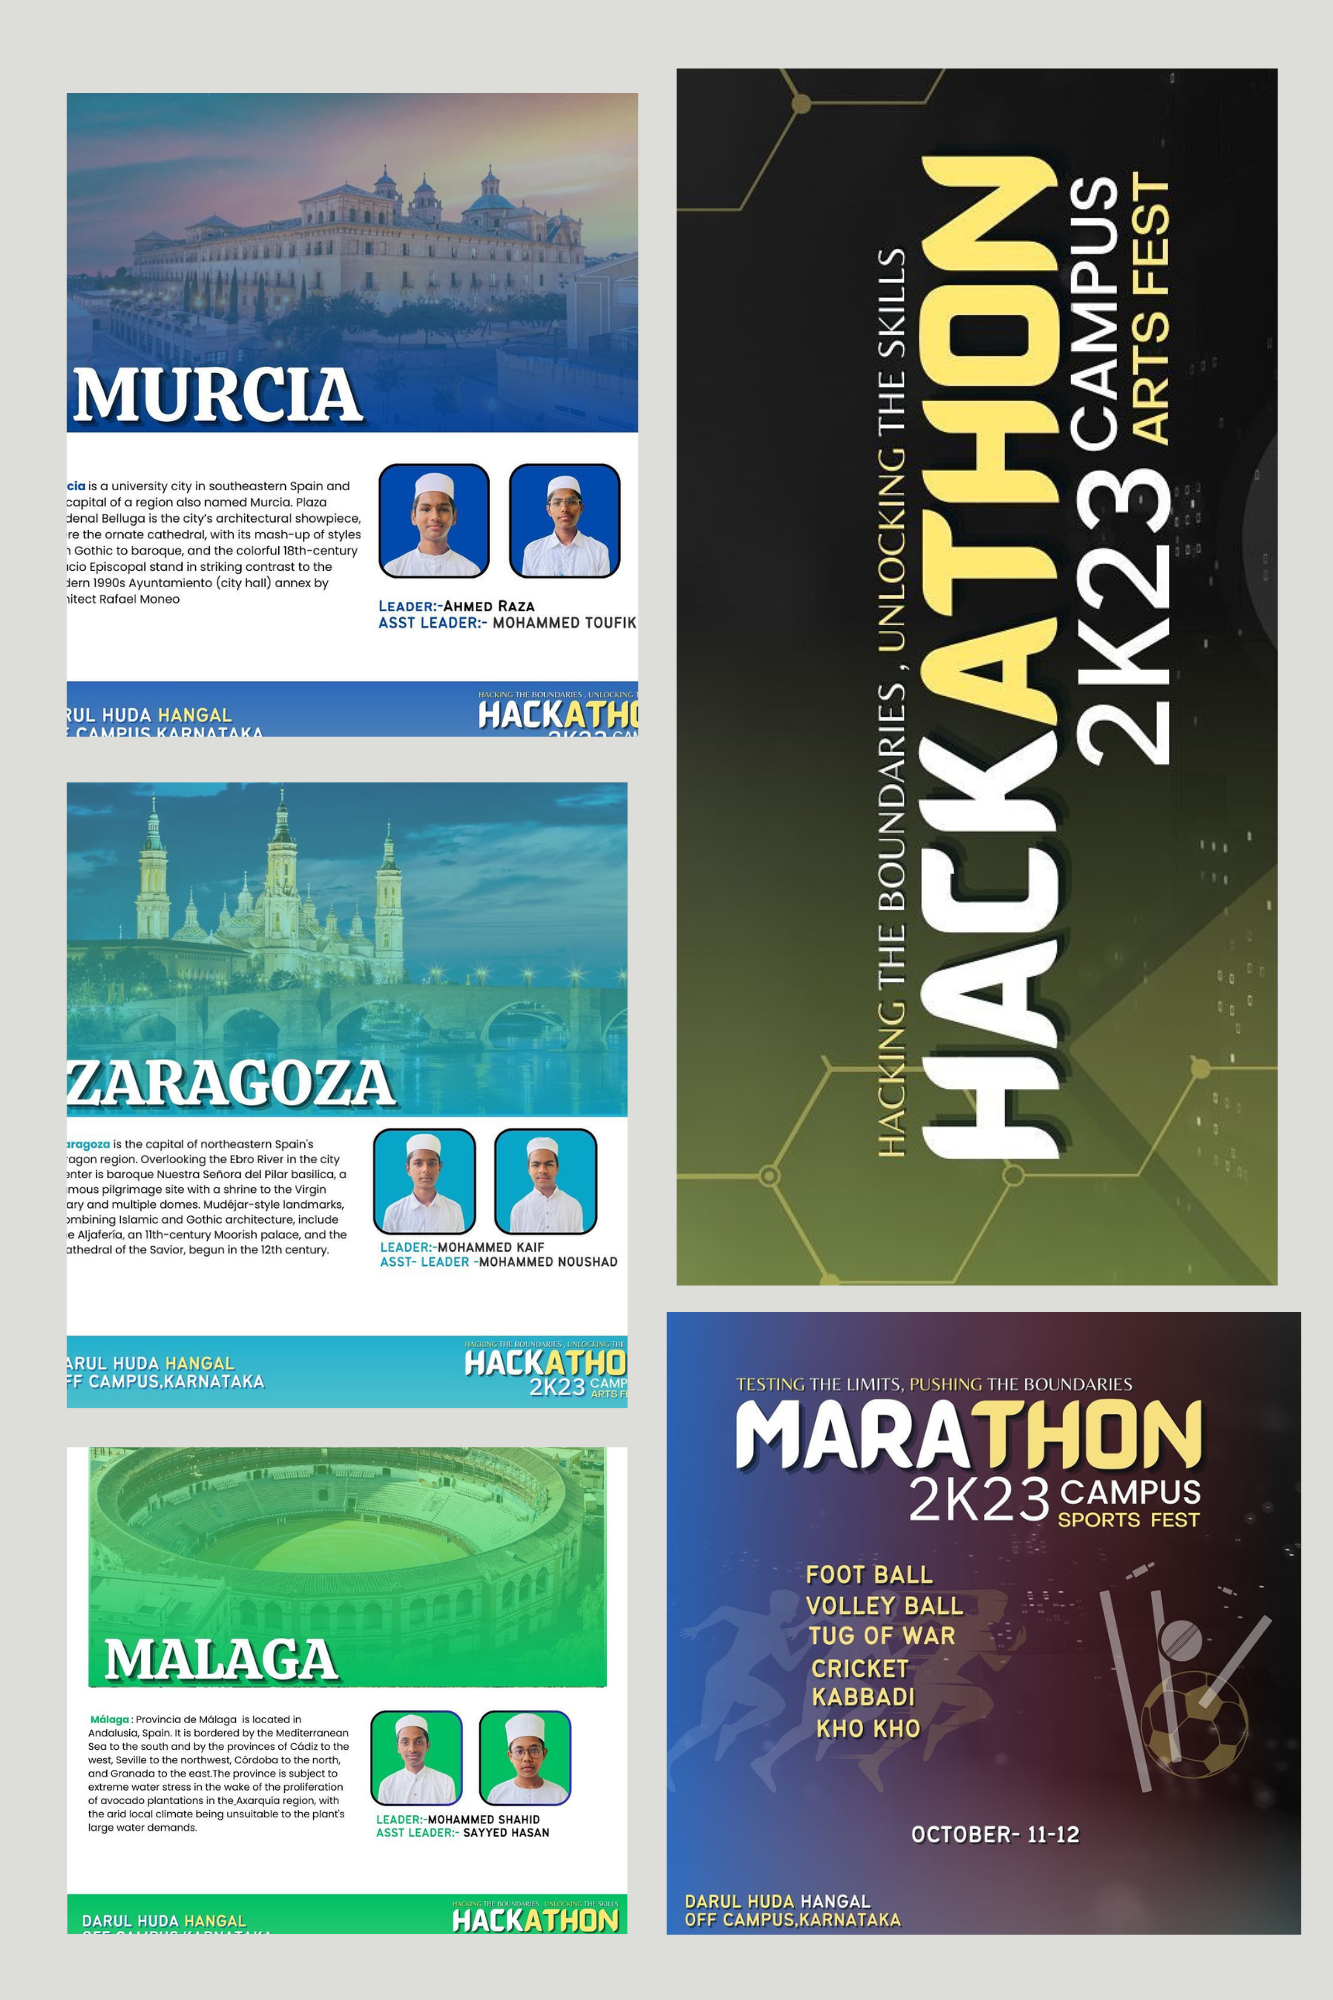 MURCIA
cia is a university city in southeastern Spain and
capital of a region also named Murcia. Plaza
denal Belluga is the city's architectural showpiece,
re the ornate cathedral, with its mash-up of styles
Gothic to baroque, and the colorful 18th-century
cio Episcopal stand in striking contrast to the
dern 1990s Ayuntamiento (city hall) annex by
hitect Rafael Moneo
LEADER:-AHMED RAZA
ASST LEADER:- MOHAMMED TOUFIK
RUL HUDA HANGAL
CAMPUS,KARNATAKA
HACKING THE BOUNDARIES , UNLOCKING
HACKATHO
2K23 CAM
ZARAGOZA
aragoza is the capital of northeastern Spain's
ragon region. Overlooking the Ebro River in the city
enter is baroque Nuestra Señora del Pilar basilica, a
mous pilgrimage site with a shrine to the Virgin
ary and multiple domes. Mudéjar-style landmarks,
ombining Islamic and Gothic architecture, include
e Aljafería, an 11th-century Moorish palace, and the
athedral of the Savior, begun in the 12th century.
LEADER:-MOHAMMED KAIF
ASST- LEADER -MOHAMMED NOUSHAD
ARUL HUDA HANGAL
FF CAMPUS,KARNATAKA
HACKING THE BOUNDARIES , UNLOCKING THE
HACKATHO
2K23 CAMP
ARTS F
MALAGA
Málaga : Provincia de Málaga is located in
Andalusia, Spain. It is bordered by the Mediterranean
Sea to the south and by the provinces of Cádiz to the
west, Seville to the northwest, Córdoba to the north,
and Granada to the east.The province is subject to
extreme water stress in the wake of the proliferation
of avocado plantations in the Axarquía region, with
the arid local climate being unsuitable to the plant's
large water demands.
LEADER:-MOHAMMED SHAHID
ASST LEADER:- SAYYED HASAN
DARUL HUDA HANGAL
OFF CAMPUS,KARNATAKA
HACKING THE BOUNDARIES , UNLOCKING THE SKILLS
HACKATHON
HACKING THE BOUNDARIES , UNLOCKING THE SKILLS
HACKATHON
2K23 CAMPUS
ARTS FEST
TESTING THE LIMITS, PUSHING THE BOUNDARIES
MARATHON
2K23 CAMPUS
SPORTS FEST
FOOT BALL
VOLLEY BALL
TUG OF WAR
CRICKET
KABBADI
KHO KHO
OCTOBER- 11-12
DARUL HUDA HANGAL
OFF CAMPUS,KARNATAKA